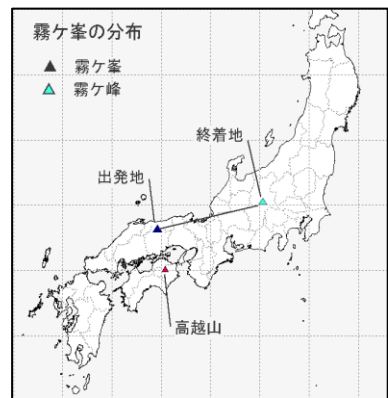 霧ケ峯の分布
霧ケ峯
霧ケ峰
終着地
出発地
高越山